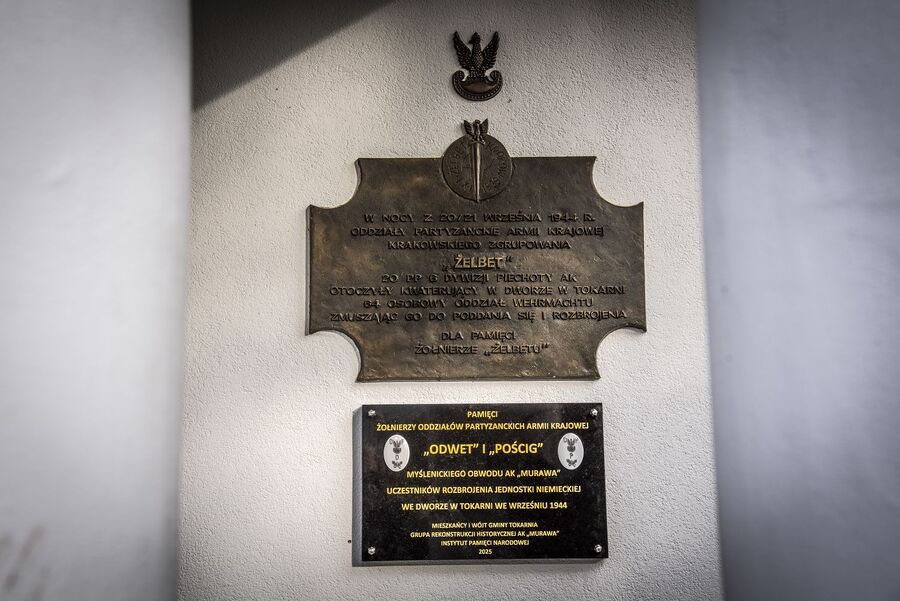 W NOCY Z 20/21 WRZEŚNIA 1944 R.
ODDZIAŁY PARTYZANCKIE ARMII KRAJOWEJ
KRAKOWSKIEGO ZGRUPOWANIA
„ŻELBET"
20 PP 6 DYWIZJI PIECHOTY AK
OTOCZYŁY KWATERUJĄCY W DWORZE W TOKARNI
64 OSOBOWY ODDZIAŁ WEHRMACHTU
ZMUSZAJĄC GO DO PODDANIA SIĘ I ROZBROJENIA
DLA PAMIĘCI
ŻOŁNIERZE „ŻELBETU"
PAMIĘCI
ŻOŁNIERZY ODDZIAŁÓW PARTYZANCKICH ARMII KRAJOWEJ
„ODWET" I „POŚCIG"
MYŚLENICKIEGO OBWODU AK „MURAWA"
UCZESTNIKÓW ROZBROJENIA JEDNOSTKI NIEMIECKIEJ
WE DWORZE W TOKARNI WE WRZEŚNIU 1944
MIESZKAŃCY I WÓJT GMINY TOKARNIA
GRUPA REKONSTRUKCJI HISTORYCZNEJ AK „MURAWA"
INSTYTUT PAMIĘCI NARODOWEJ
2025